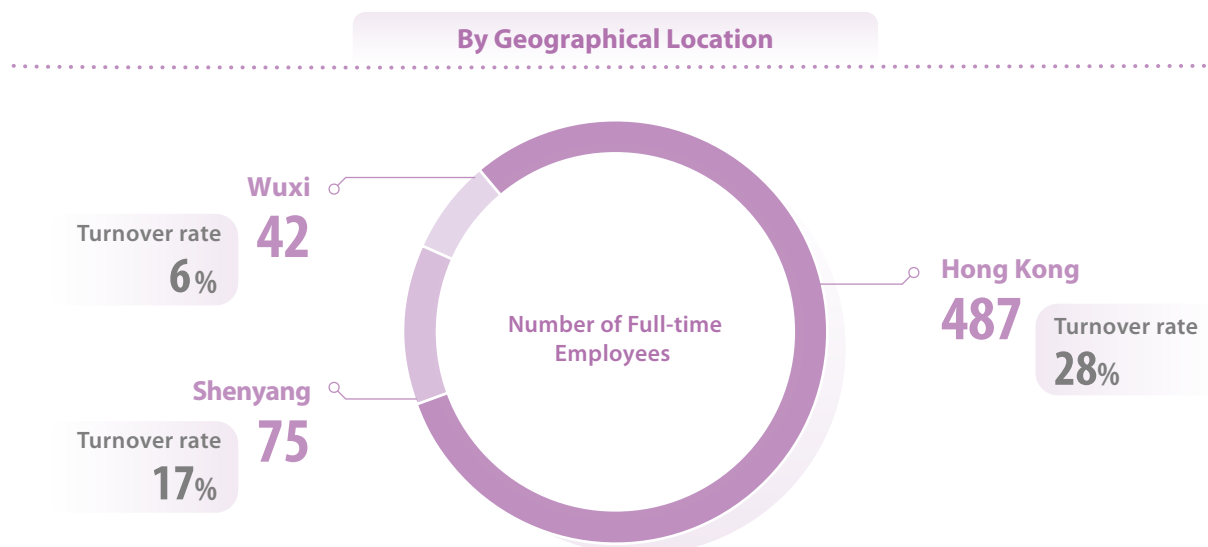 By Geographical Location
Wuxi
42
Turnover rate
6%
Number of Full-time
Employees
Hong Kong
487
Turnover rate
28%
Shenyang
75
Turnover rate
17%